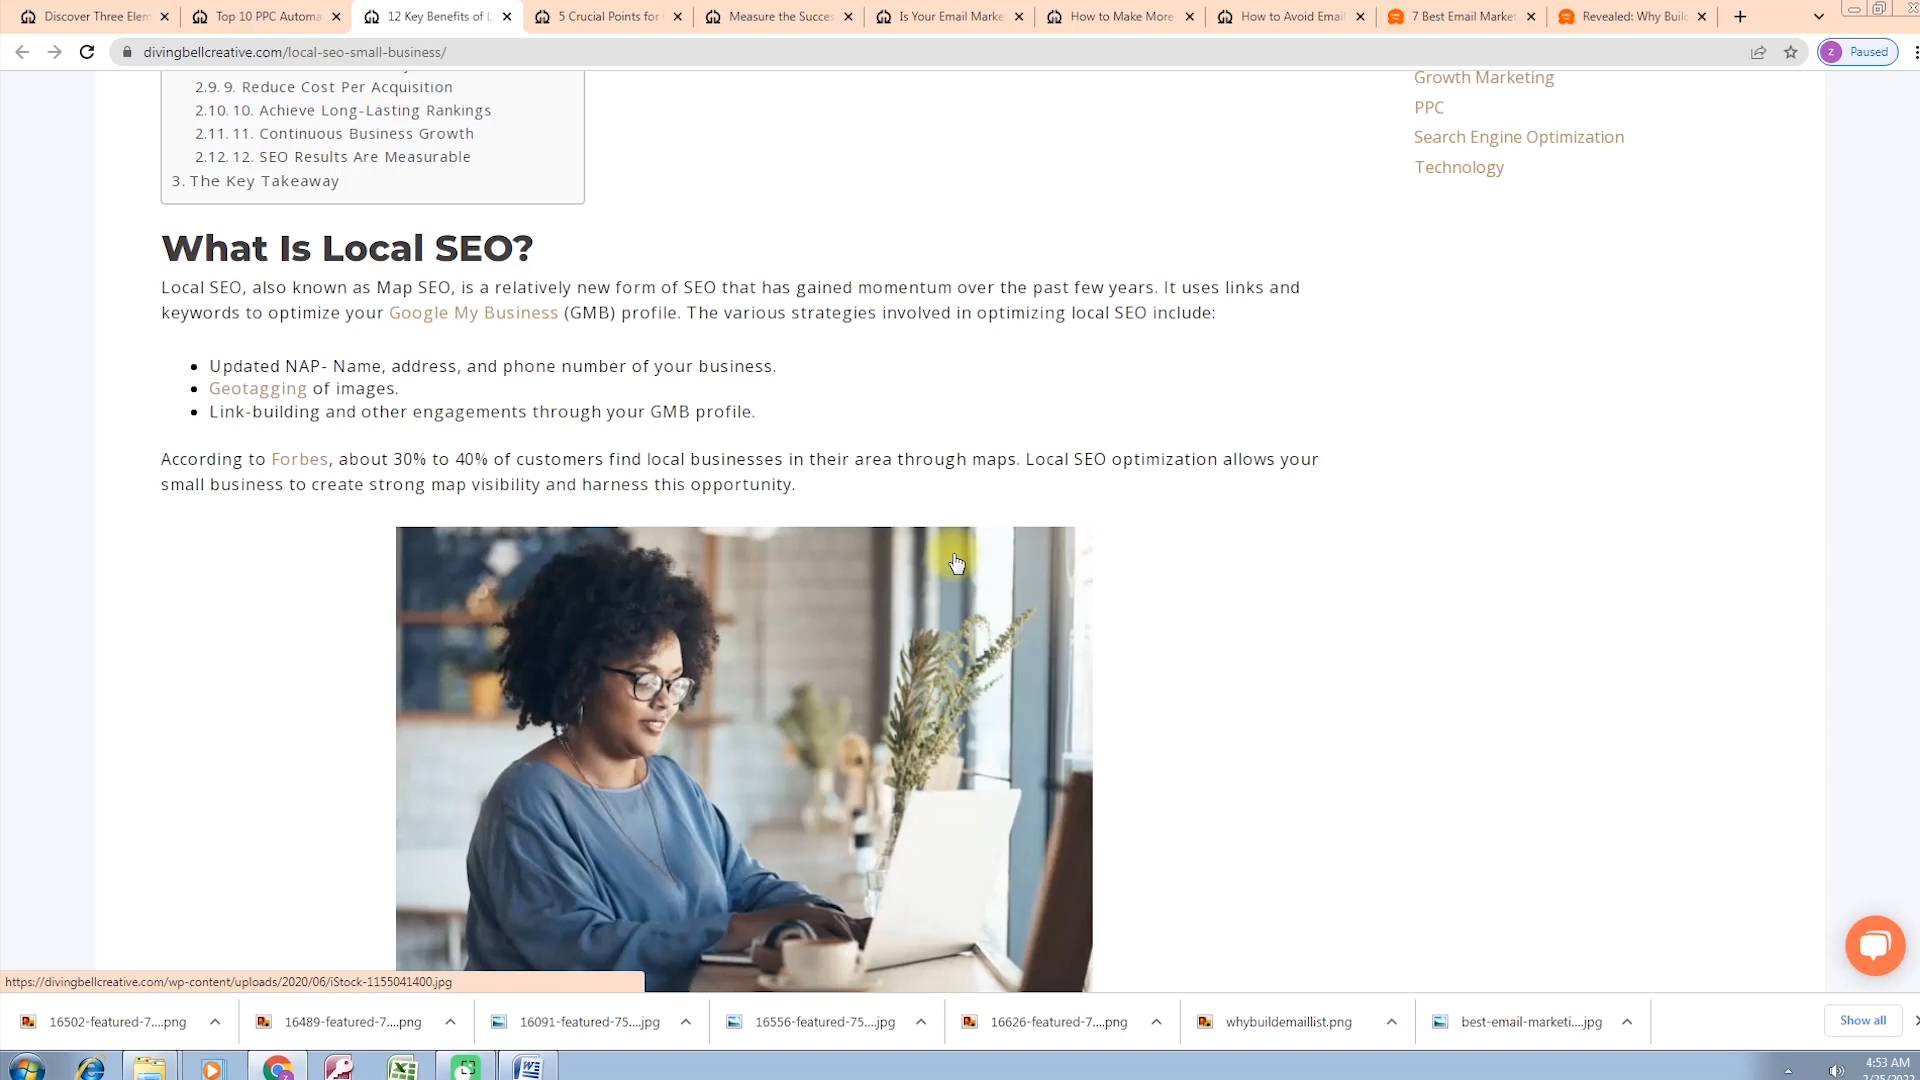 Discover Three Elem
Top 10 PPC Automa
12 Key Benefits of L
5 Crucial Points for
Measure the Succes
Is Your Email Marke
How to Make More
How to Avoid Email
7 Best Email Market
Revealed: Why Buil
divingbellcreative.com/local-seo-small-business/
z Paused
2.9. 9. Reduce Cost Per Acquisition
2.10. 10. Achieve Long-Lasting Rankings
2.11. 11. Continuous Business Growth
2.12. 12. SEO Results Are Measurable
3. The Key Takeaway
Growth Marketing
PPC
Search Engine Optimization
Technology
What Is Local SEO?
Local SEO, also known as Map SEO, is a relatively new form of SEO that has gained momentum over the past few years. It uses links and
keywords to optimize your Google My Business (GMB) profile. The various strategies involved in optimizing local SEO include:
Updated NAP- Name, address, and phone number of your business.
Geotagging of images.
Link-building and other engagements through your GMB profile.
According to Forbes, about 30% to 40% of customers find local businesses in their area through maps. Local SEO optimization allows your
small business to create strong map visibility and harness this opportunity.
https://divingbellcreative.com/wp-content/uploads/2020/06/iStock-1155041400.jpg
16502-featured-7....png
16489-featured-7....png
16091-featured-75....jpg
16556-featured-75....jpg
16626-featured-7....png
whybuildemaillist.png
best-email-marketi....jpg
Show all
4:53 AM
2/25/2022